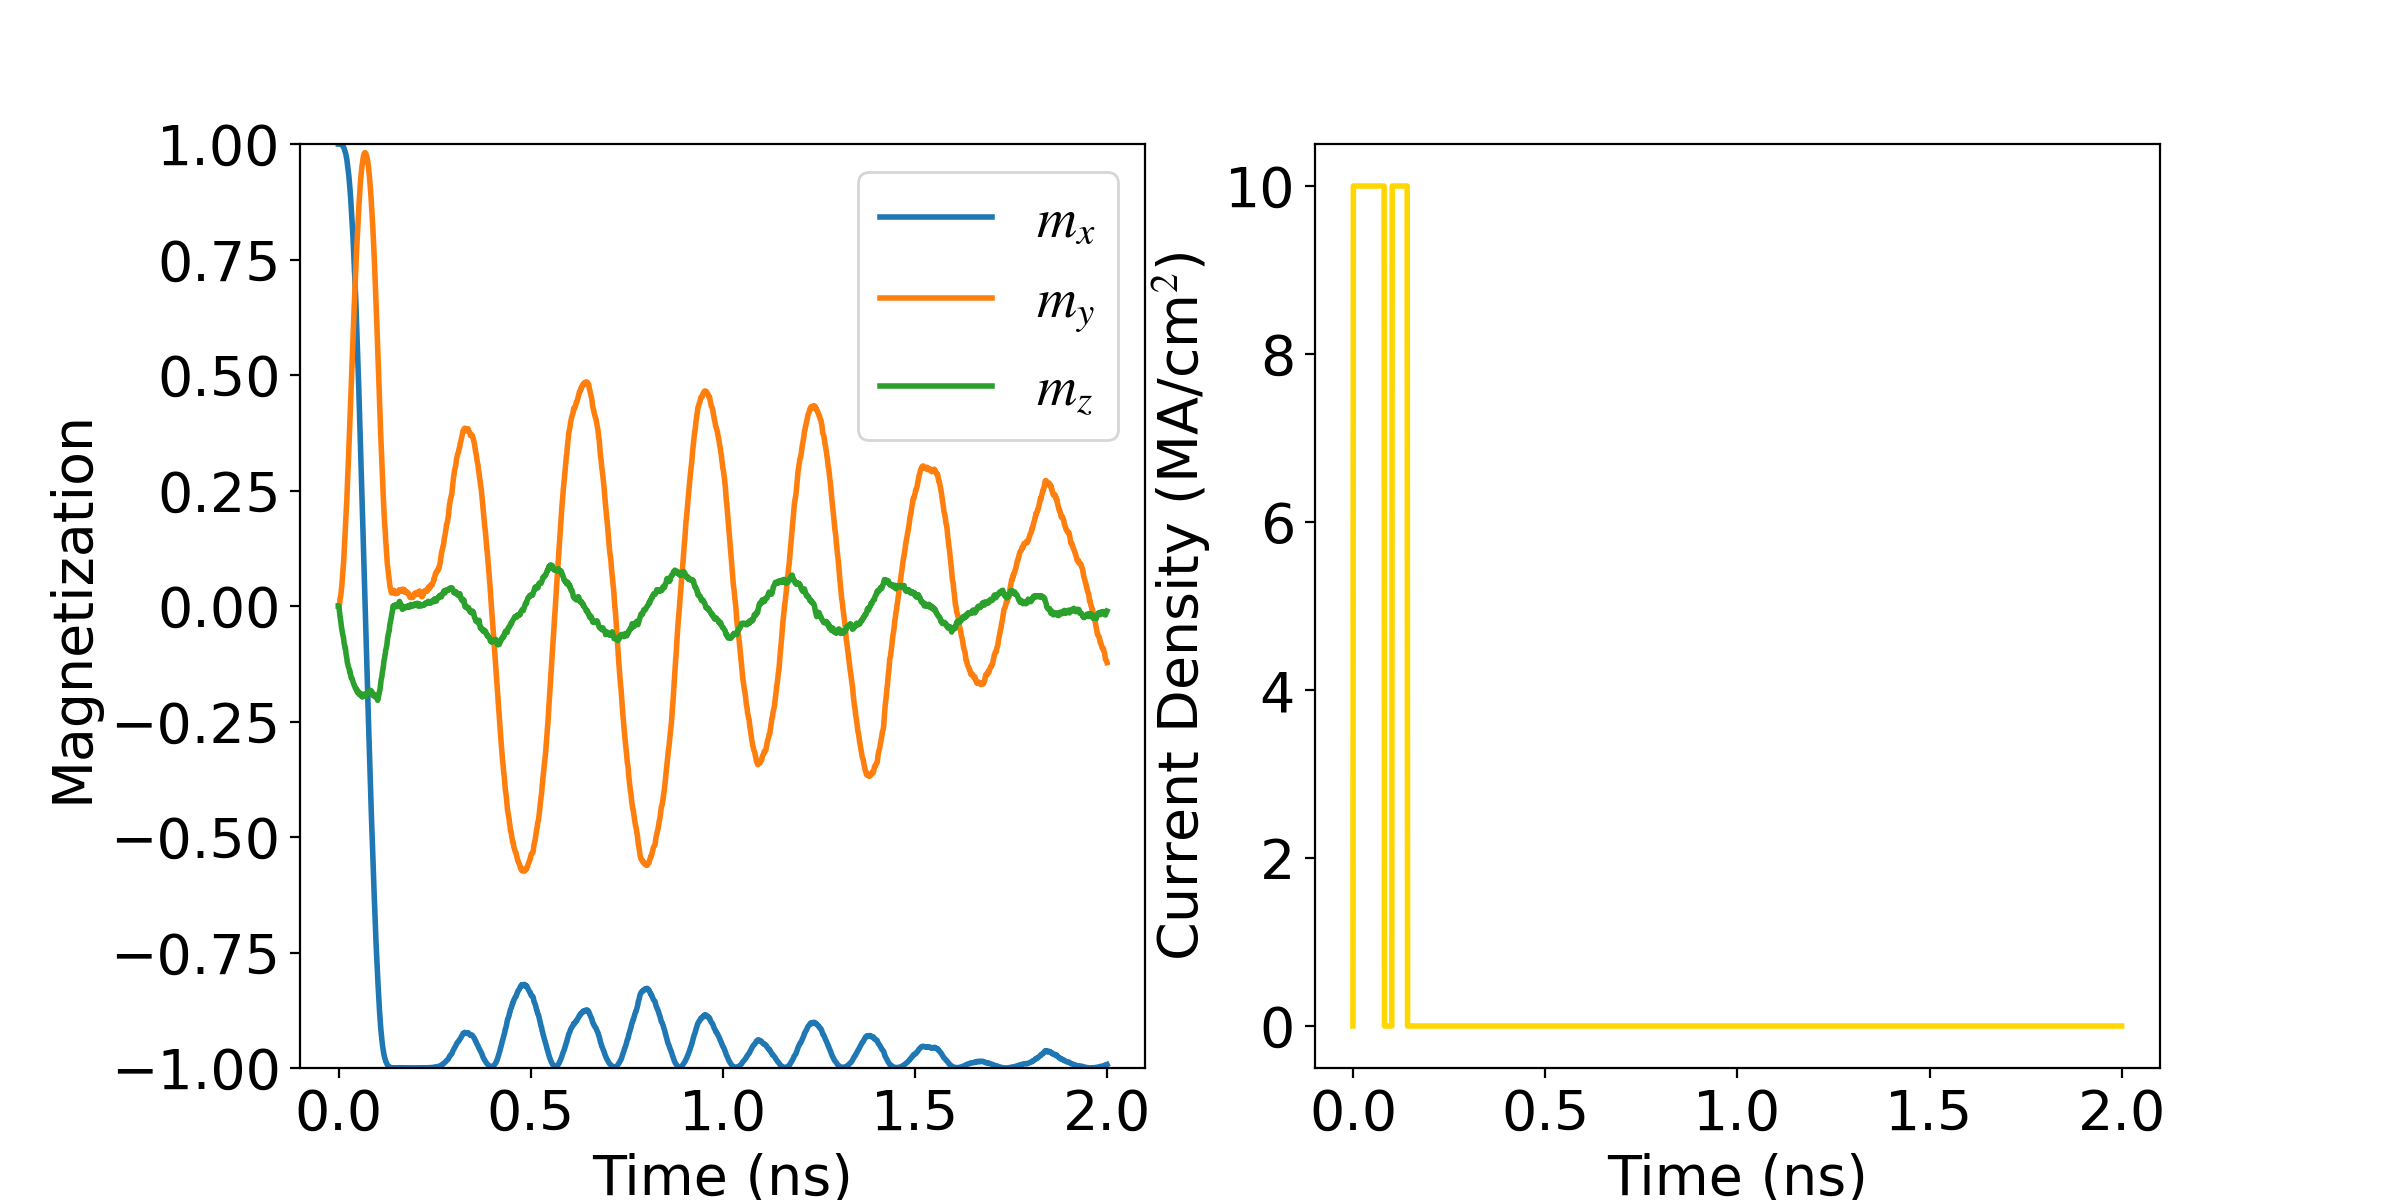 Magnetization
1.00
0.75
0.50
0.25
0.00
−0.25
−0.50
−0.75
−1.00
0.0 0.5 1.0 1.5 2.0
Time (ns)
m_x
m_y
m_z
Current Density (MA/cm²)
10
8
6
4
2
0
0.0 0.5 1.0 1.5 2.0
Time (ns)